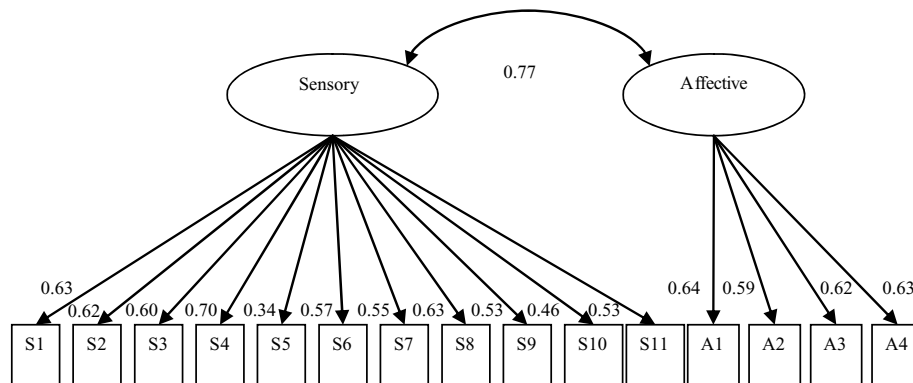 Sensory
Affective
0.77
0.63
0.62
0.60
0.70
0.34
0.57
0.55
0.63
0.53
0.46
0.53
0.64
0.59
0.62
0.63
S1
S2
S3
S4
S5
S6
S7
S8
S9
S10
S11
A1
A2
A3
A4